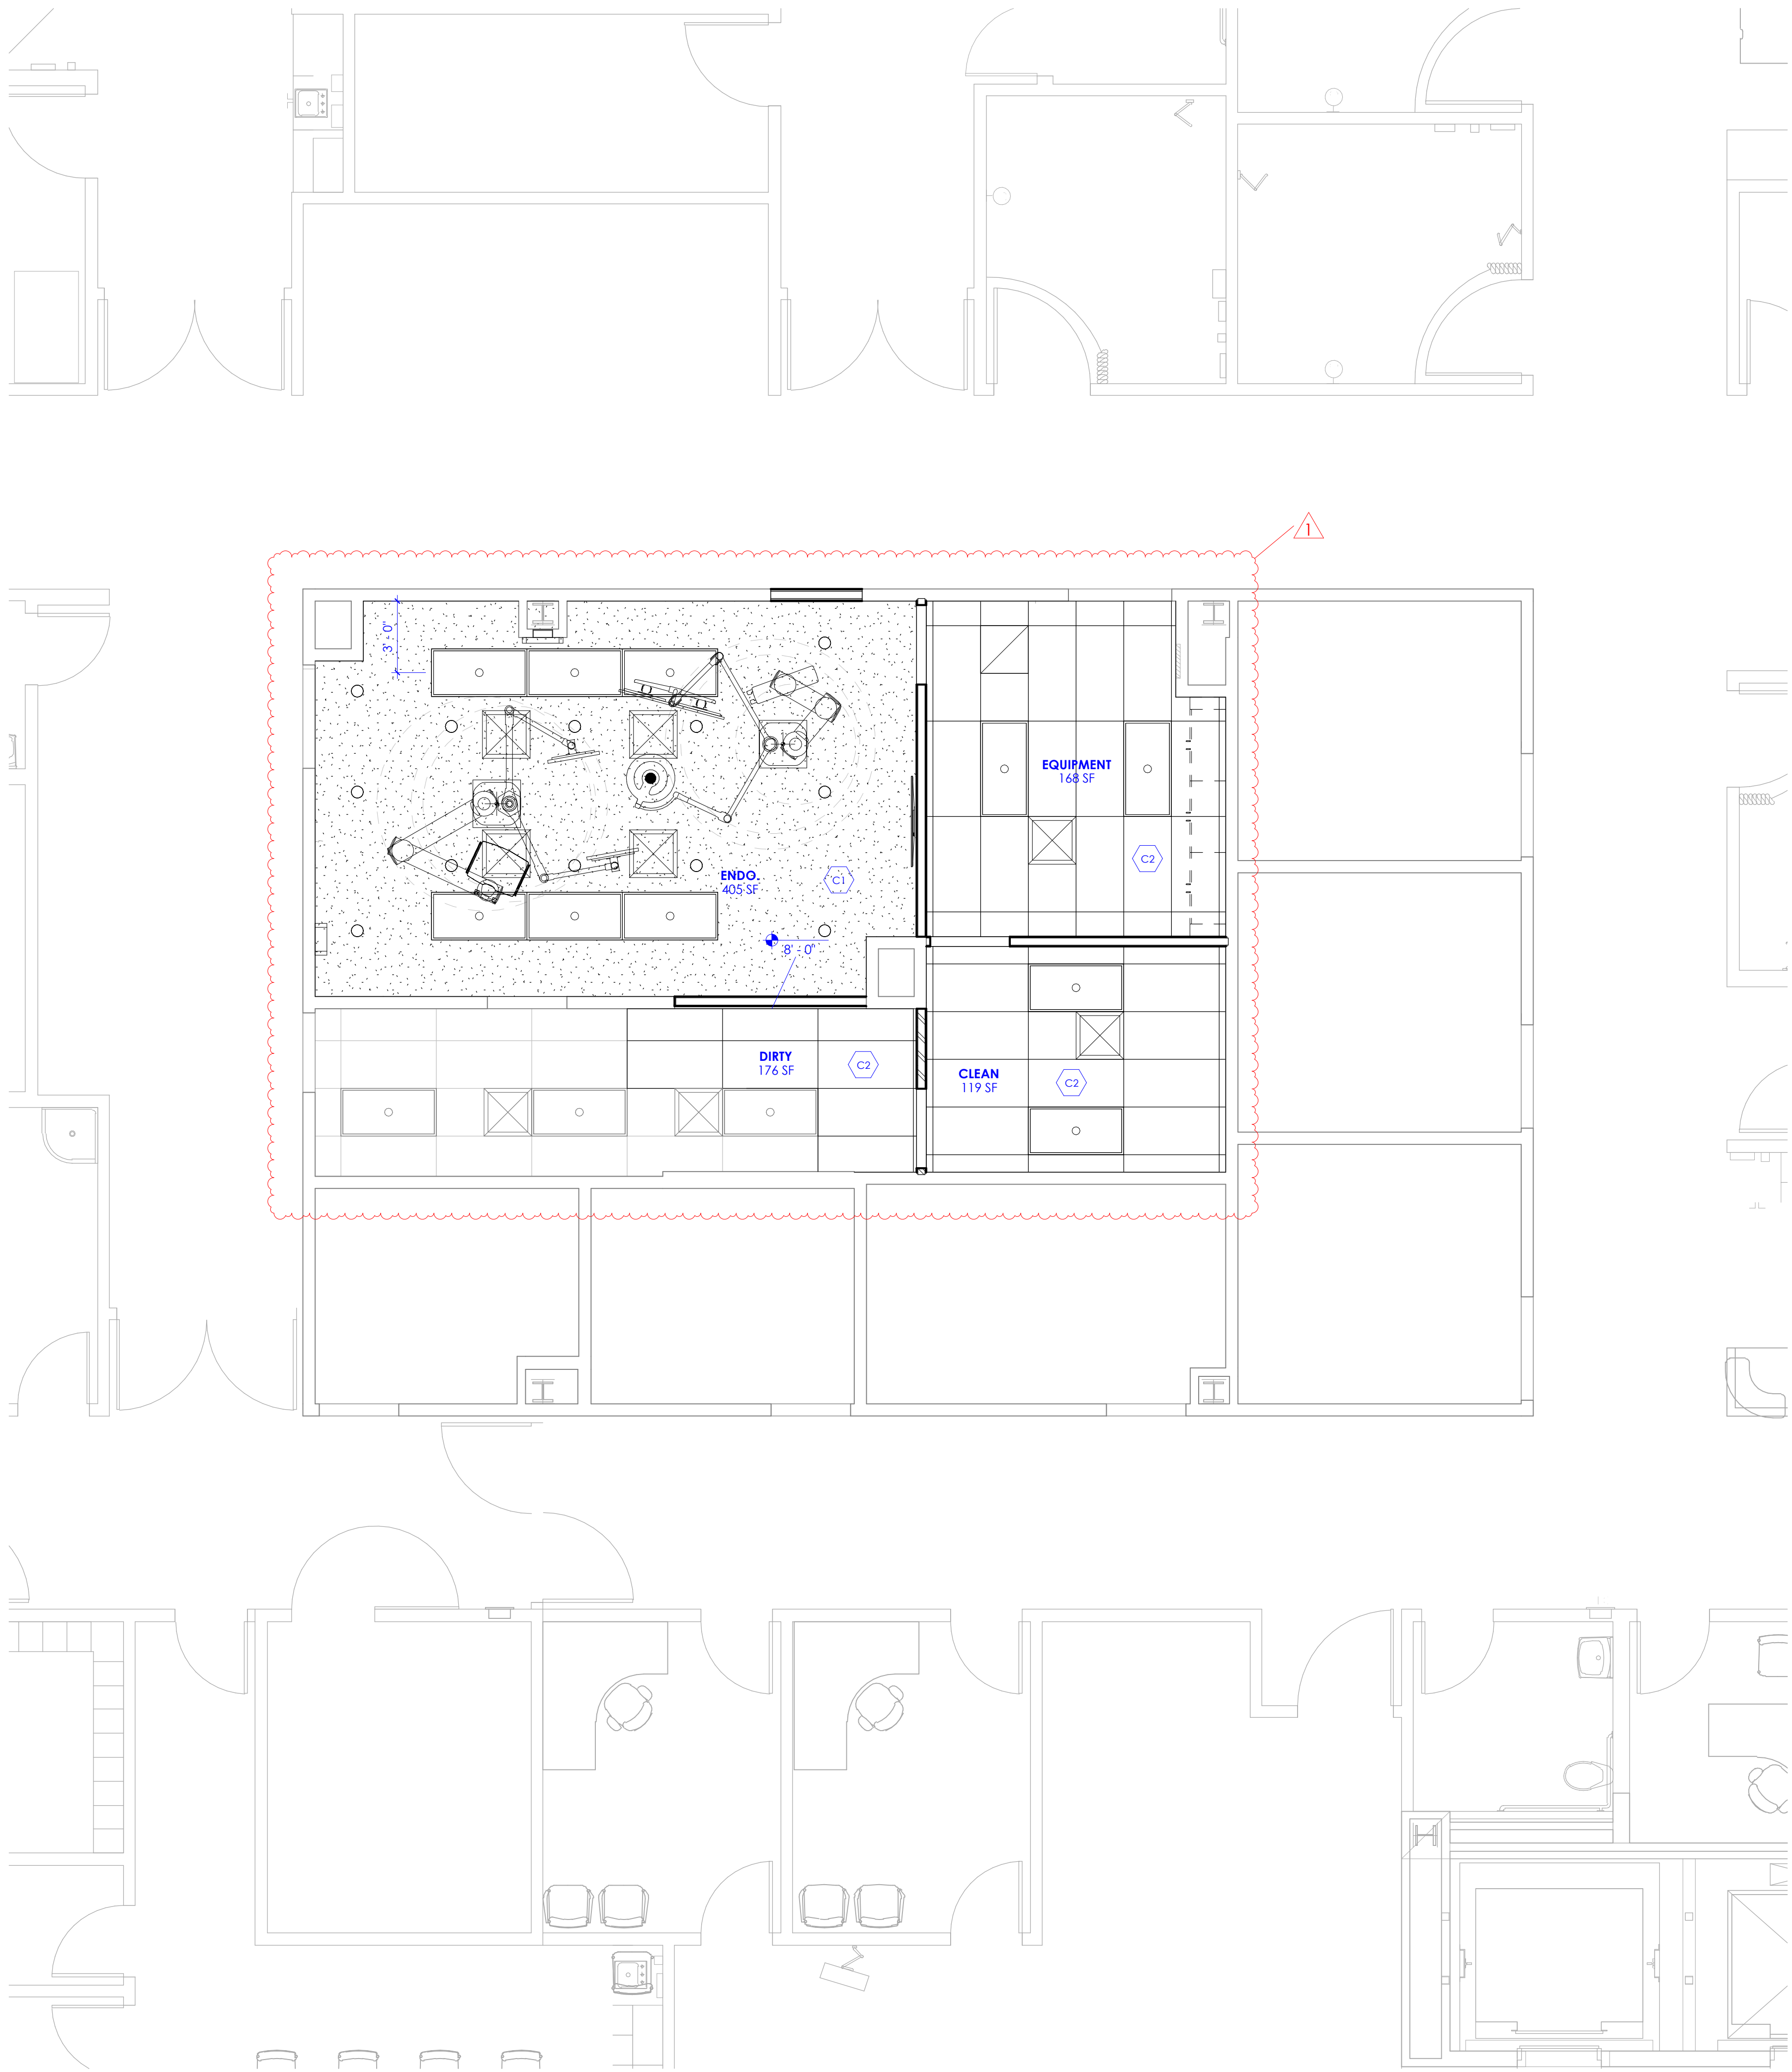 1
3' - 0"
EQUIPMENT
168 SF
C2
ENDO.
405 SF
C1
8' - 0"
DIRTY
176 SF
C2
CLEAN
119 SF
C2